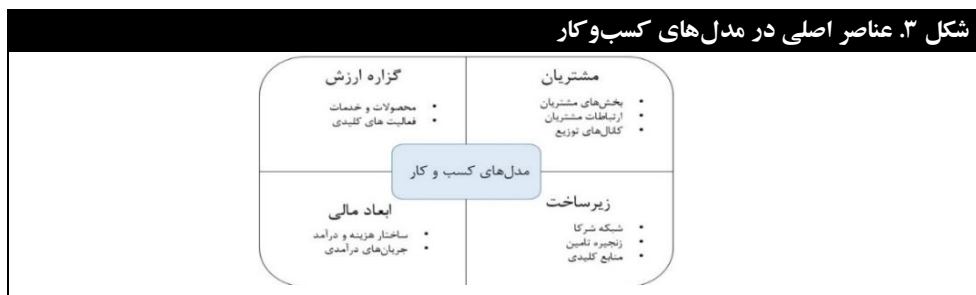 شکل ۳. عناصر اصلی در مدل‌های کسب‌وکار
مشتریان
• بخش‌های مشتریان
• ارتباطات مشتریان
• کانال‌های توزیع
گزاره ارزش
• محصولات و خدمات
• فعالیت های کلیدی
مدل‌های کسب و کار
زیرساخت
• شبکه شرکا
• زنجیره تامین
• منابع کلیدی
ابعاد مالی
• ساختار هزینه و درآمد
• جریان‌های درآمدی